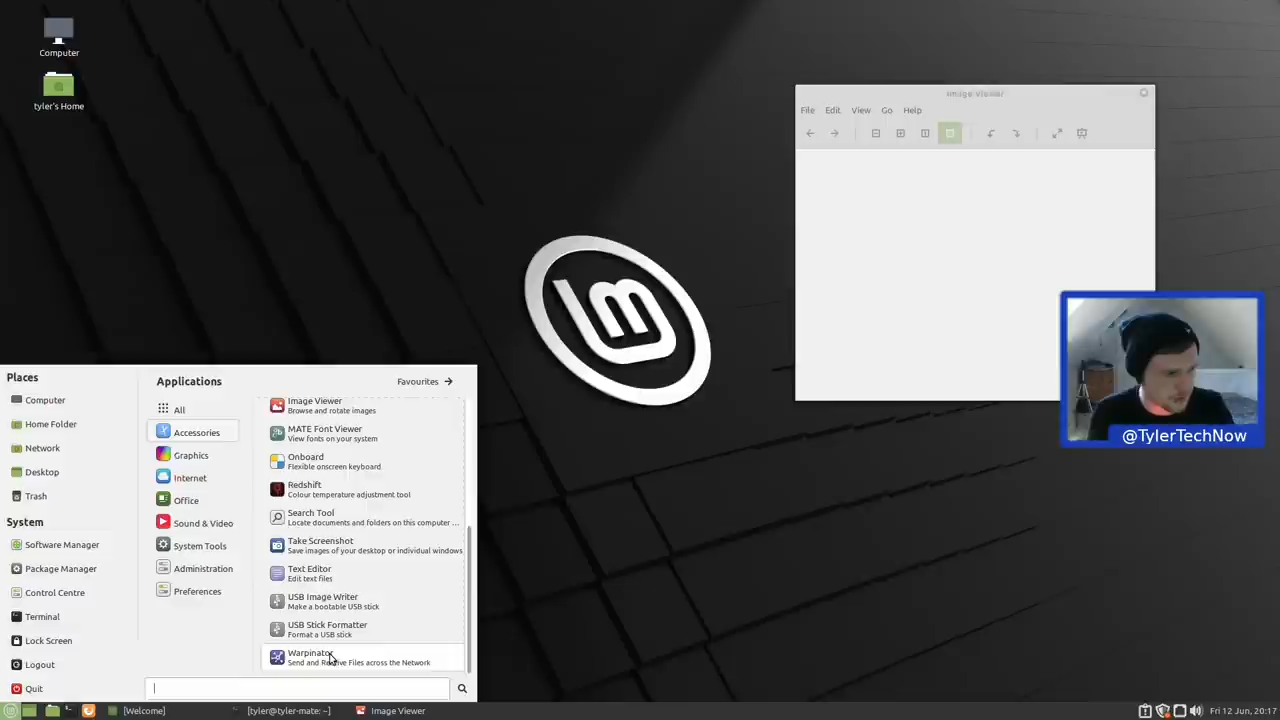 Computer
tyler's Home
Image Viewer
File Edit View Go Help
@TylerTechNow
Places
Computer
Home Folder
Network
Desktop
Trash
System
Software Manager
Package Manager
Control Centre
Terminal
Lock Screen
Logout
Quit
Applications
Favourites
All
Accessories
Graphics
Internet
Office
Sound & Video
System Tools
Administration
Preferences
Image Viewer
Browse and rotate images
MATE Font Viewer
View fonts on your system
Onboard
Flexible onscreen keyboard
Redshift
Colour temperature adjustment tool
Search Tool
Locate documents and folders on this computer ...
Take Screenshot
Save images of your desktop or individual windows
Text Editor
Edit text files
USB Image Writer
Make a bootable USB stick
USB Stick Formatter
Format a USB stick
Warpinator
Send and Receive Files across the Network
[Welcome]
[tyler@tyler-mate: ~]
Image Viewer
Fri 12 Jun, 20:17